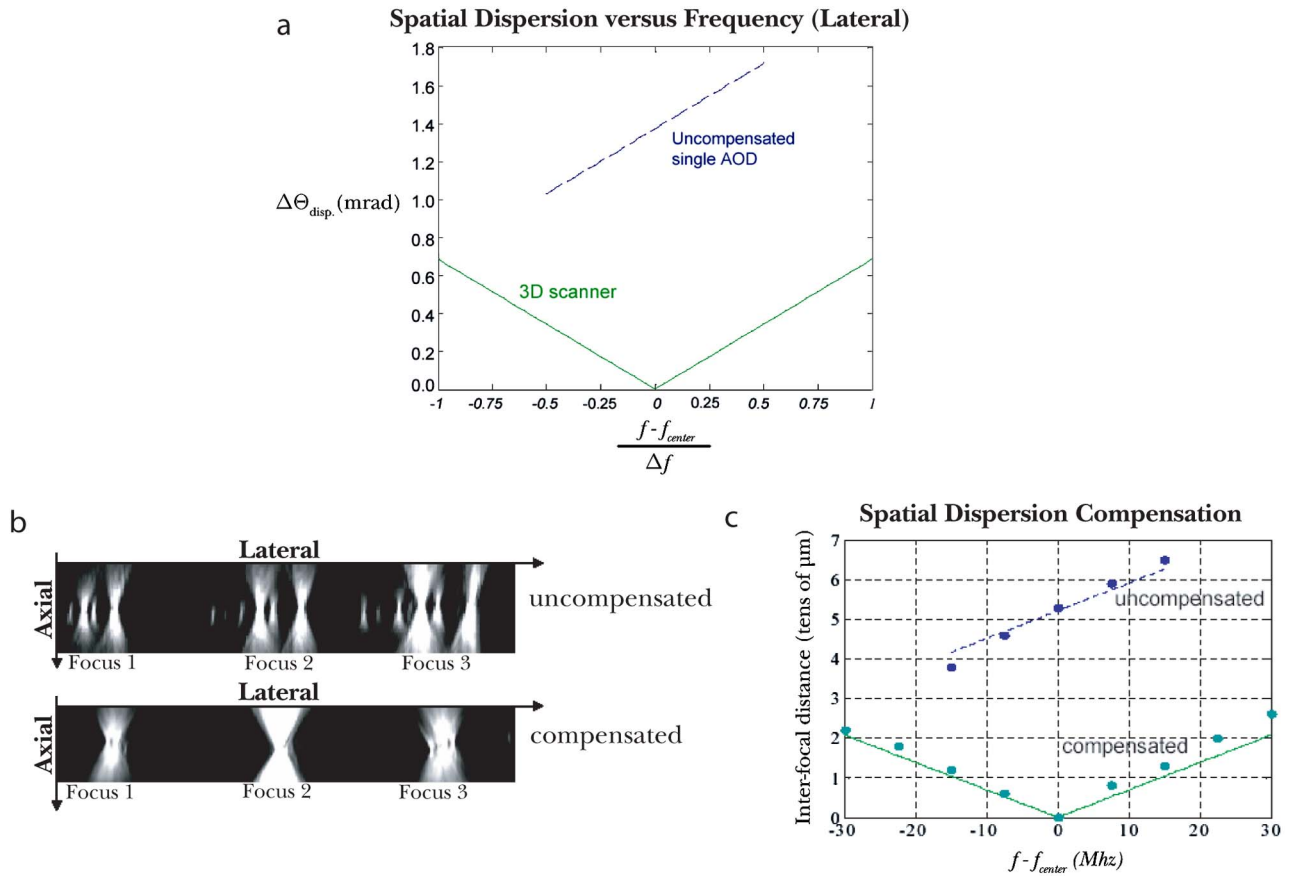 a
Spatial Dispersion versus Frequency (Lateral)
1.8
1.6
1.4
1.2
1.0
0.8
0.6
0.4
0.2
0.0
ΔΘdisp.(mrad)
Uncompensated
single AOD
3D scanner
-1 -0.75 -0.5 -0.25 0 0.25 0.5 0.75 1
f - fcenter
Δf
b
Lateral
Axial
uncompensated
Focus 1 Focus 2 Focus 3
Lateral
Axial
compensated
Focus 1 Focus 2 Focus 3
c
Spatial Dispersion Compensation
Inter-focal distance (tens of µm)
7
6
5
4
3
2
1
0
uncompensated
compensated
-30 -20 -10 0 10 20 30
f - fcenter (Mhz)